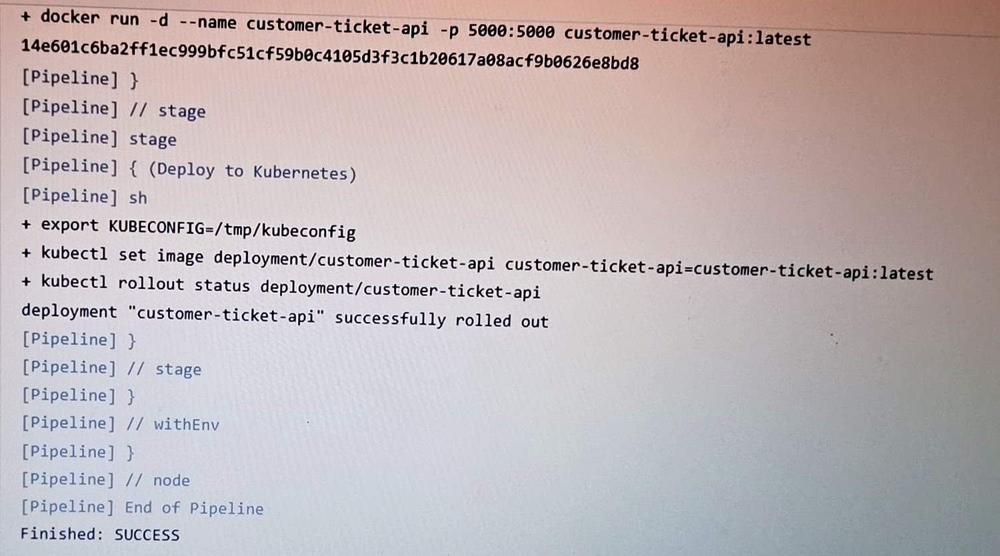 + docker run -d --name customer-ticket-api -p 5000:5000 customer-ticket-api:latest
14e601c6ba2ff1ec999bfc51cf59b0c4105d3f3c1b20617a08acf9b0626e8bd8
[Pipeline] }
[Pipeline] // stage
[Pipeline] stage
[Pipeline] { (Deploy to Kubernetes)
[Pipeline] sh
+ export KUBECONFIG=/tmp/kubeconfig
+ kubectl set image deployment/customer-ticket-api customer-ticket-api=customer-ticket-api:latest
+ kubectl rollout status deployment/customer-ticket-api
deployment "customer-ticket-api" successfully rolled out
[Pipeline] }
[Pipeline] // stage
[Pipeline] }
[Pipeline] // withEnv
[Pipeline] }
[Pipeline] // node
[Pipeline] End of Pipeline
Finished: SUCCESS